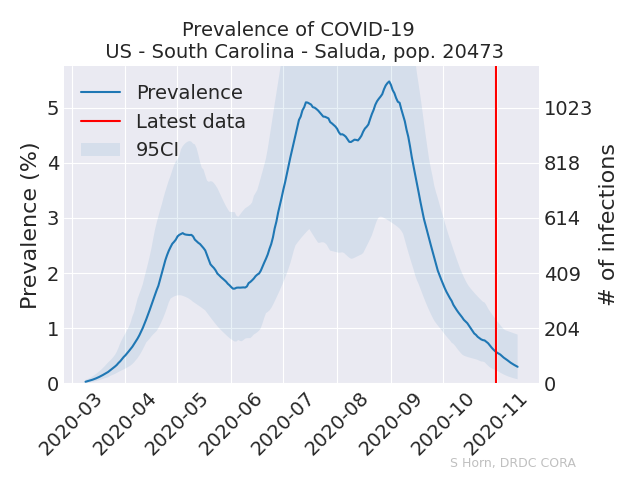 Prevalence of COVID-19
US - South Carolina - Saluda, pop. 20473
Prevalence
Latest data
95CI
Prevalence (%)
5
4
3
2
1
0
1023
818
614
409
204
0
# of infections
2020-03
2020-04
2020-05
2020-06
2020-07
2020-08
2020-09
2020-10
2020-11
S Horn, DRDC CORA